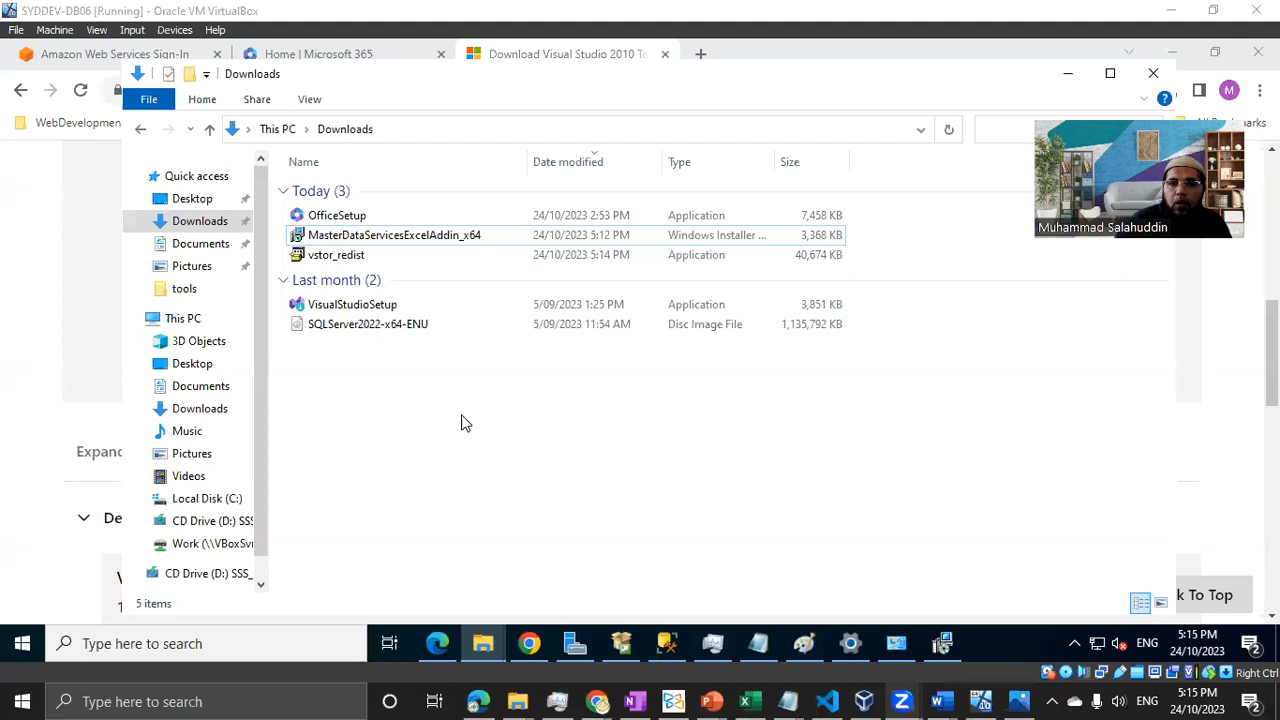 SYDDEV-DB06 [Running] - Oracle VM VirtualBox
File Machine View Input Devices Help
Amazon Web Services Sign-In
Home | Microsoft 365
Download Visual Studio 2010 To
Downloads
File Home Share View
This PC Downloads
WebDevelopmen
Bookmarks
M
Name Date modified Type Size
Quick access
Desktop
Downloads
Documents
Pictures
tools
This PC
3D Objects
Desktop
Documents
Downloads
Music
Pictures
Videos
Local Disk (C:)
CD Drive (D:) SSS
Work (\\VBoxSvr
CD Drive (D:) SSS_
Today (3)
OfficeSetup 24/10/2023 2:53 PM Application 7,458 KB
MasterDataServicesExcelAddin_x64 24/10/2023 5:12 PM Windows Installer ... 3,368 KB
vstor_redist 24/10/2023 5:14 PM Application 40,674 KB
Last month (2)
VisualStudioSetup 5/09/2023 1:25 PM Application 3,851 KB
SQLServer2022-x64-ENU 5/09/2023 11:54 AM Disc Image File 1,135,792 KB
Muhammad Salahuddin
Expan
De
k To Top
5 items
Type here to search
ENG
5:15 PM
24/10/2023
2
Right Ctrl
Type here to search
ENG
5:15 PM
24/10/2023
2